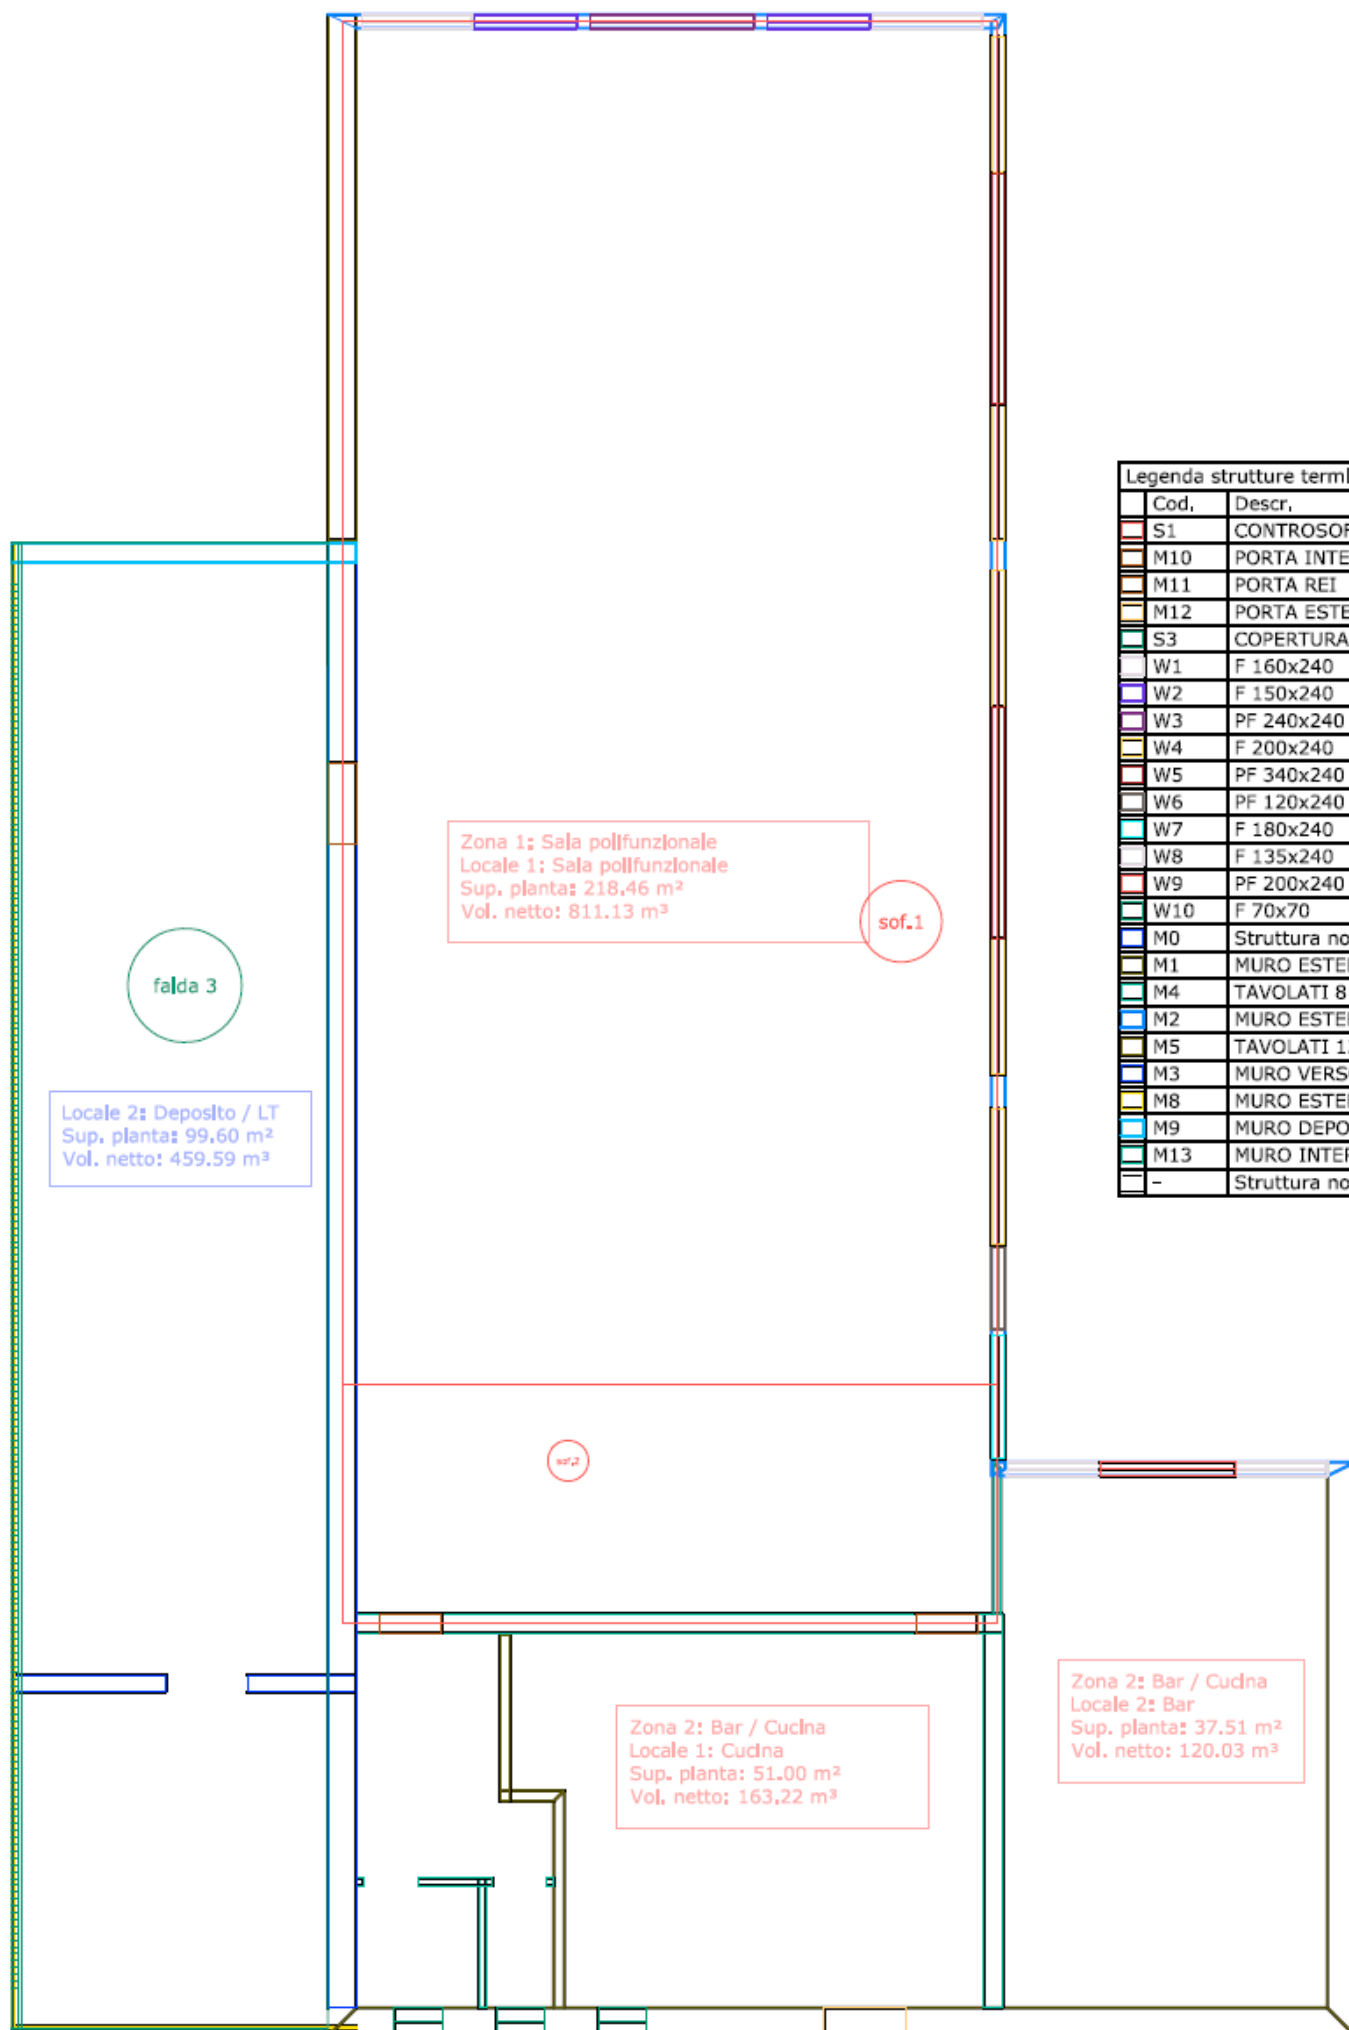 Zona 1: Sala polifunzionale
Locale 1: Sala polifunzionale
Sup. pianta: 218.46 m²
Vol. netto: 811.13 m³
sof.1
falda 3
Locale 2: Deposito / LT
Sup. pianta: 99.60 m²
Vol. netto: 459.59 m³
sof.2
Zona 2: Bar / Cucina
Locale 1: Cucina
Sup. pianta: 51.00 m²
Vol. netto: 163.22 m³
Zona 2: Bar / Cucina
Locale 2: Bar
Sup. pianta: 37.51 m²
Vol. netto: 120.03 m³
Legenda strutture termi
Cod. Descr.
S1 CONTROSOF
M10 PORTA INTE
M11 PORTA REI
M12 PORTA ESTE
S3 COPERTURA
W1 F 160x240
W2 F 150x240
W3 PF 240x240
W4 F 200x240
W5 PF 340x240
W6 PF 120x240
W7 F 180x240
W8 F 135x240
W9 PF 200x240
W10 F 70x70
M0 Struttura no
M1 MURO ESTE
M4 TAVOLATI 8
M2 MURO ESTE
M5 TAVOLATI 1
M3 MURO VERS
M8 MURO ESTE
M9 MURO DEPO
M13 MURO INTE
- Struttura no